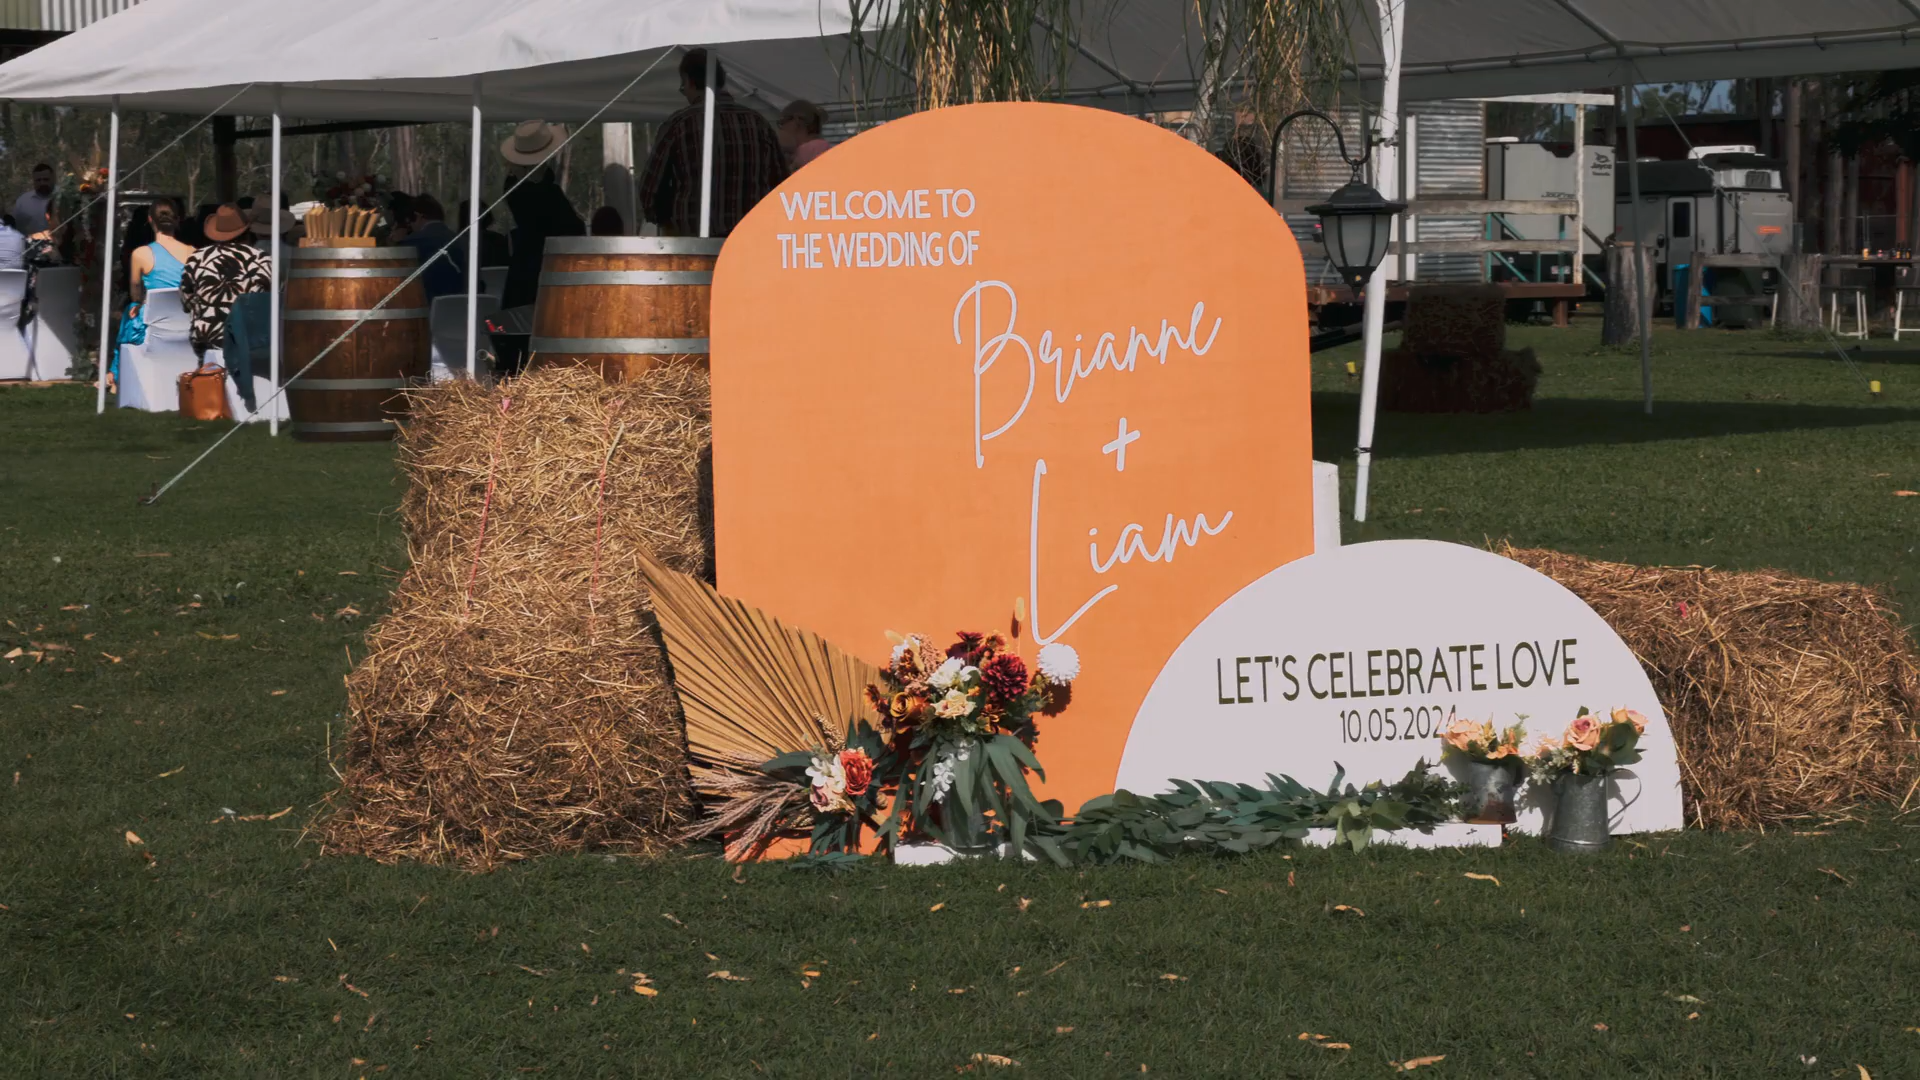 WELCOME TO
THE WEDDING OF
Brianne
+
Liam
LET'S CELEBRATE LOVE
10.05.2024